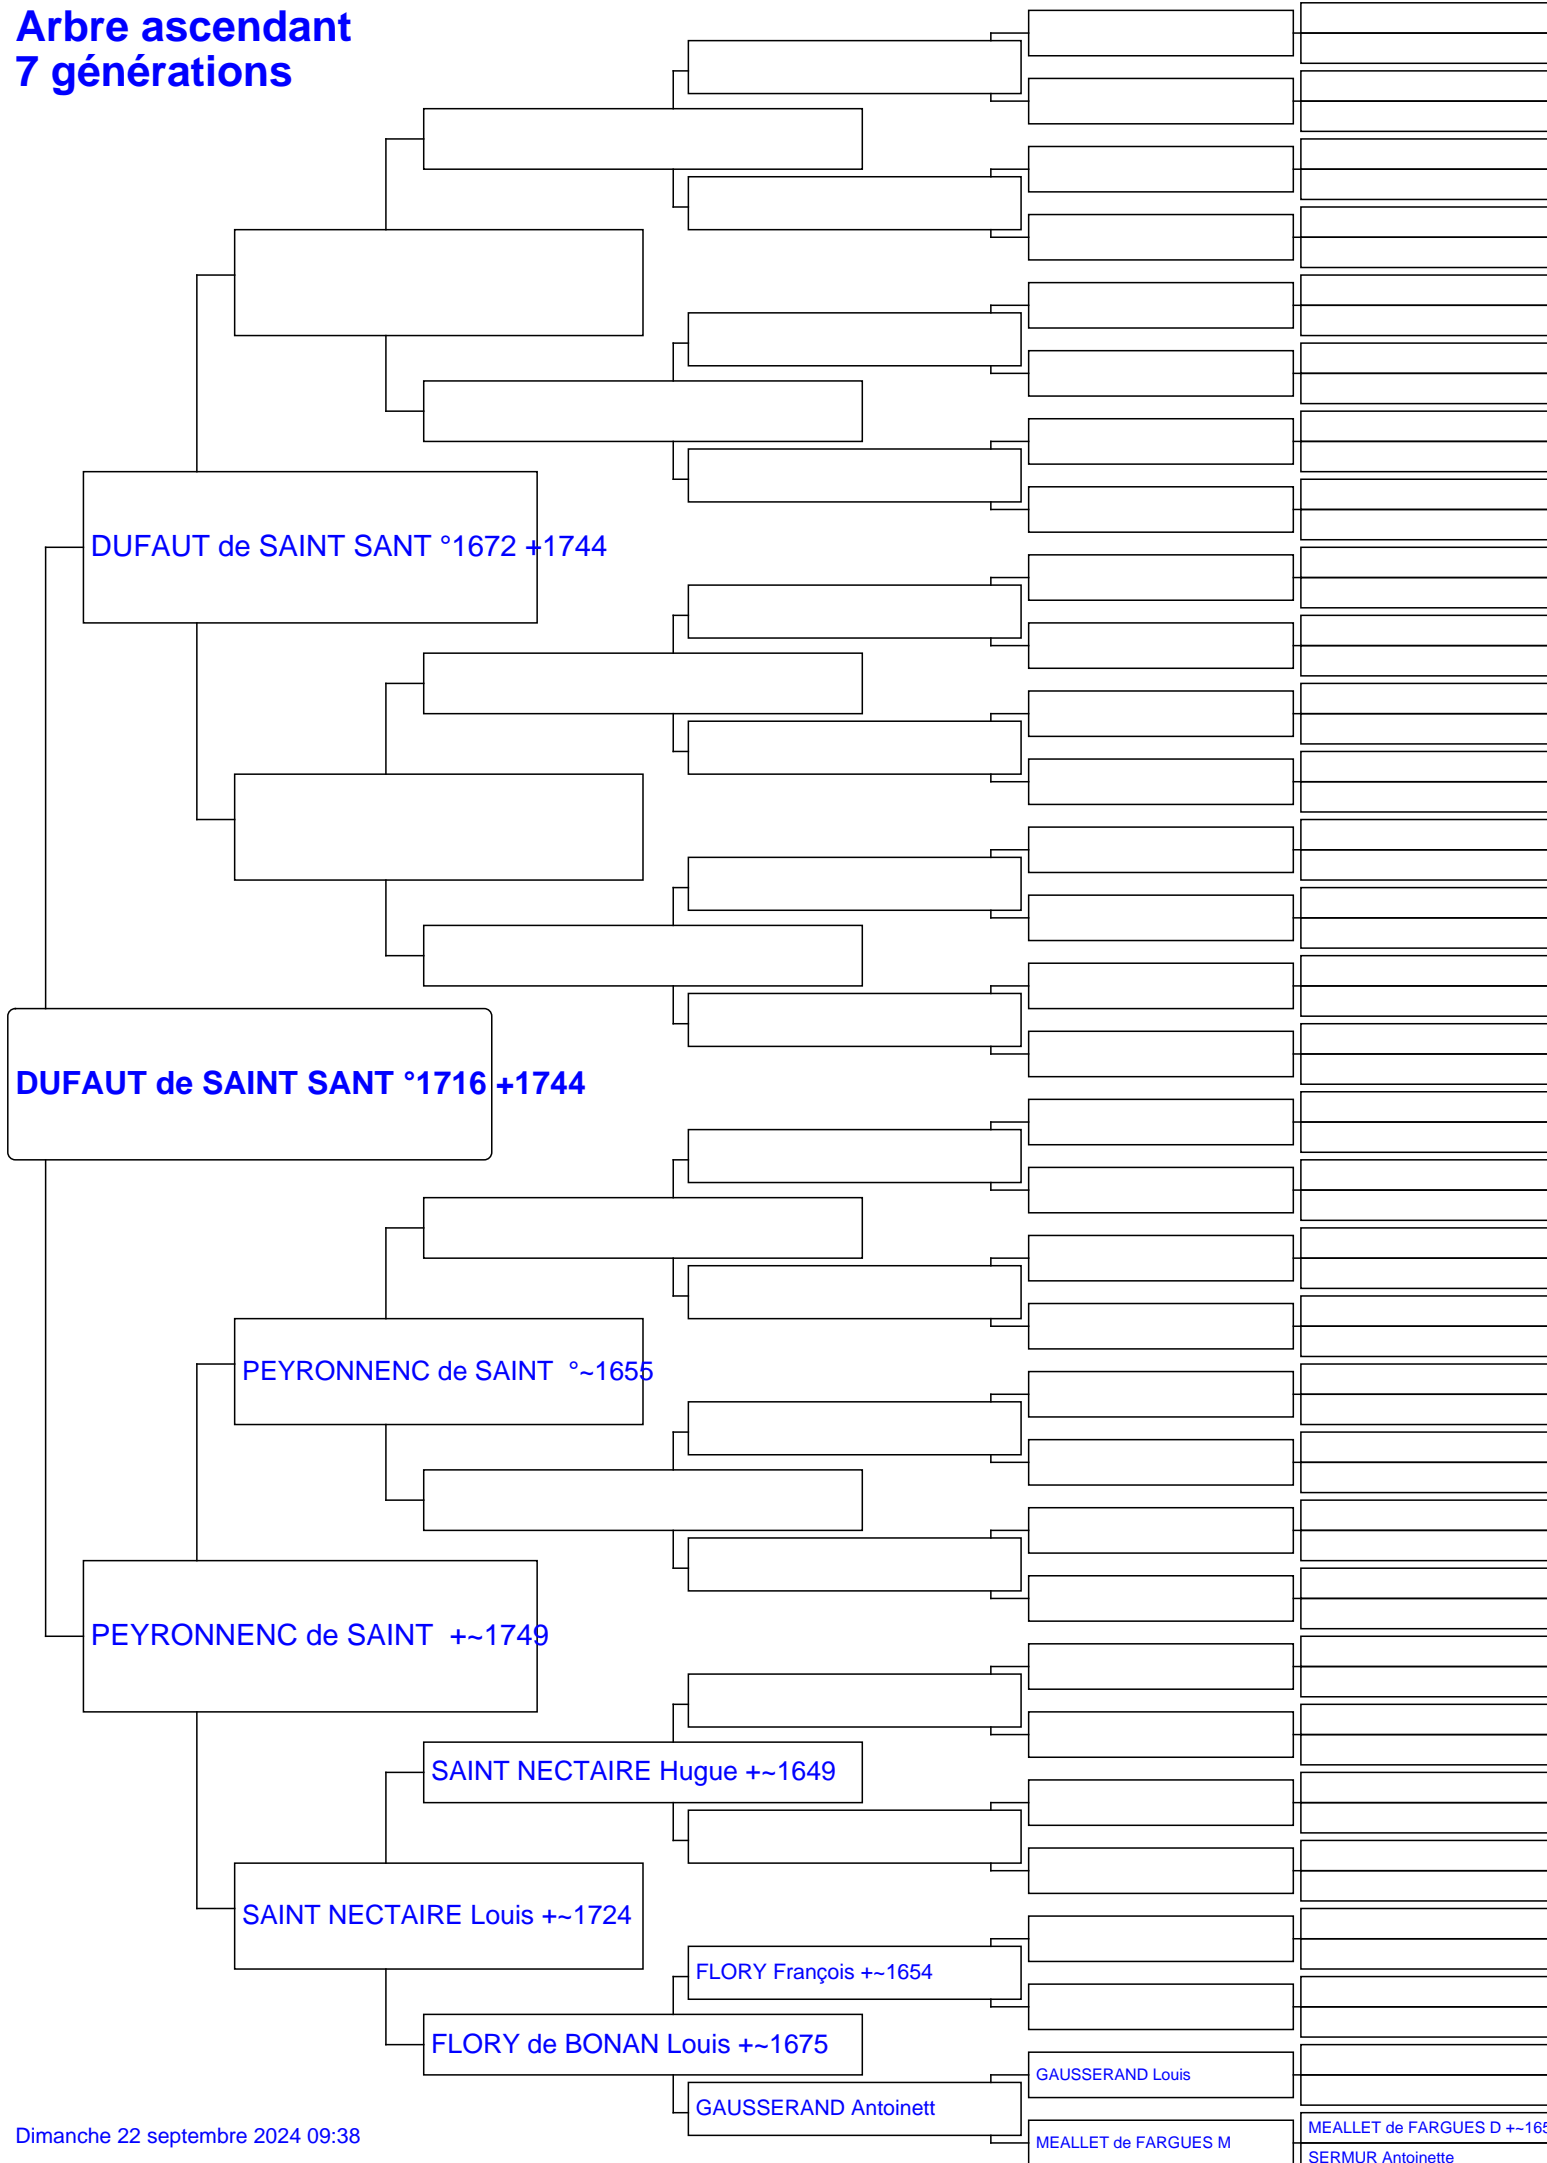 Arbre ascendant
7 générations
DUFAUT de SAINT SANT °1672 +1744
DUFAUT de SAINT SANT °1716 +1744
PEYRONNENC de SAINT  °~1655
PEYRONNENC de SAINT  +~1749
SAINT NECTAIRE Hugue +~1649
SAINT NECTAIRE Louis +~1724
FLORY François +~1654
FLORY de BONAN Louis +~1675
GAUSSERAND Louis
GAUSSERAND Antoinett
MEALLET de FARGUES D +~165
MEALLET de FARGUES M
SERMUR Antoinette
Dimanche 22 septembre 2024 09:38